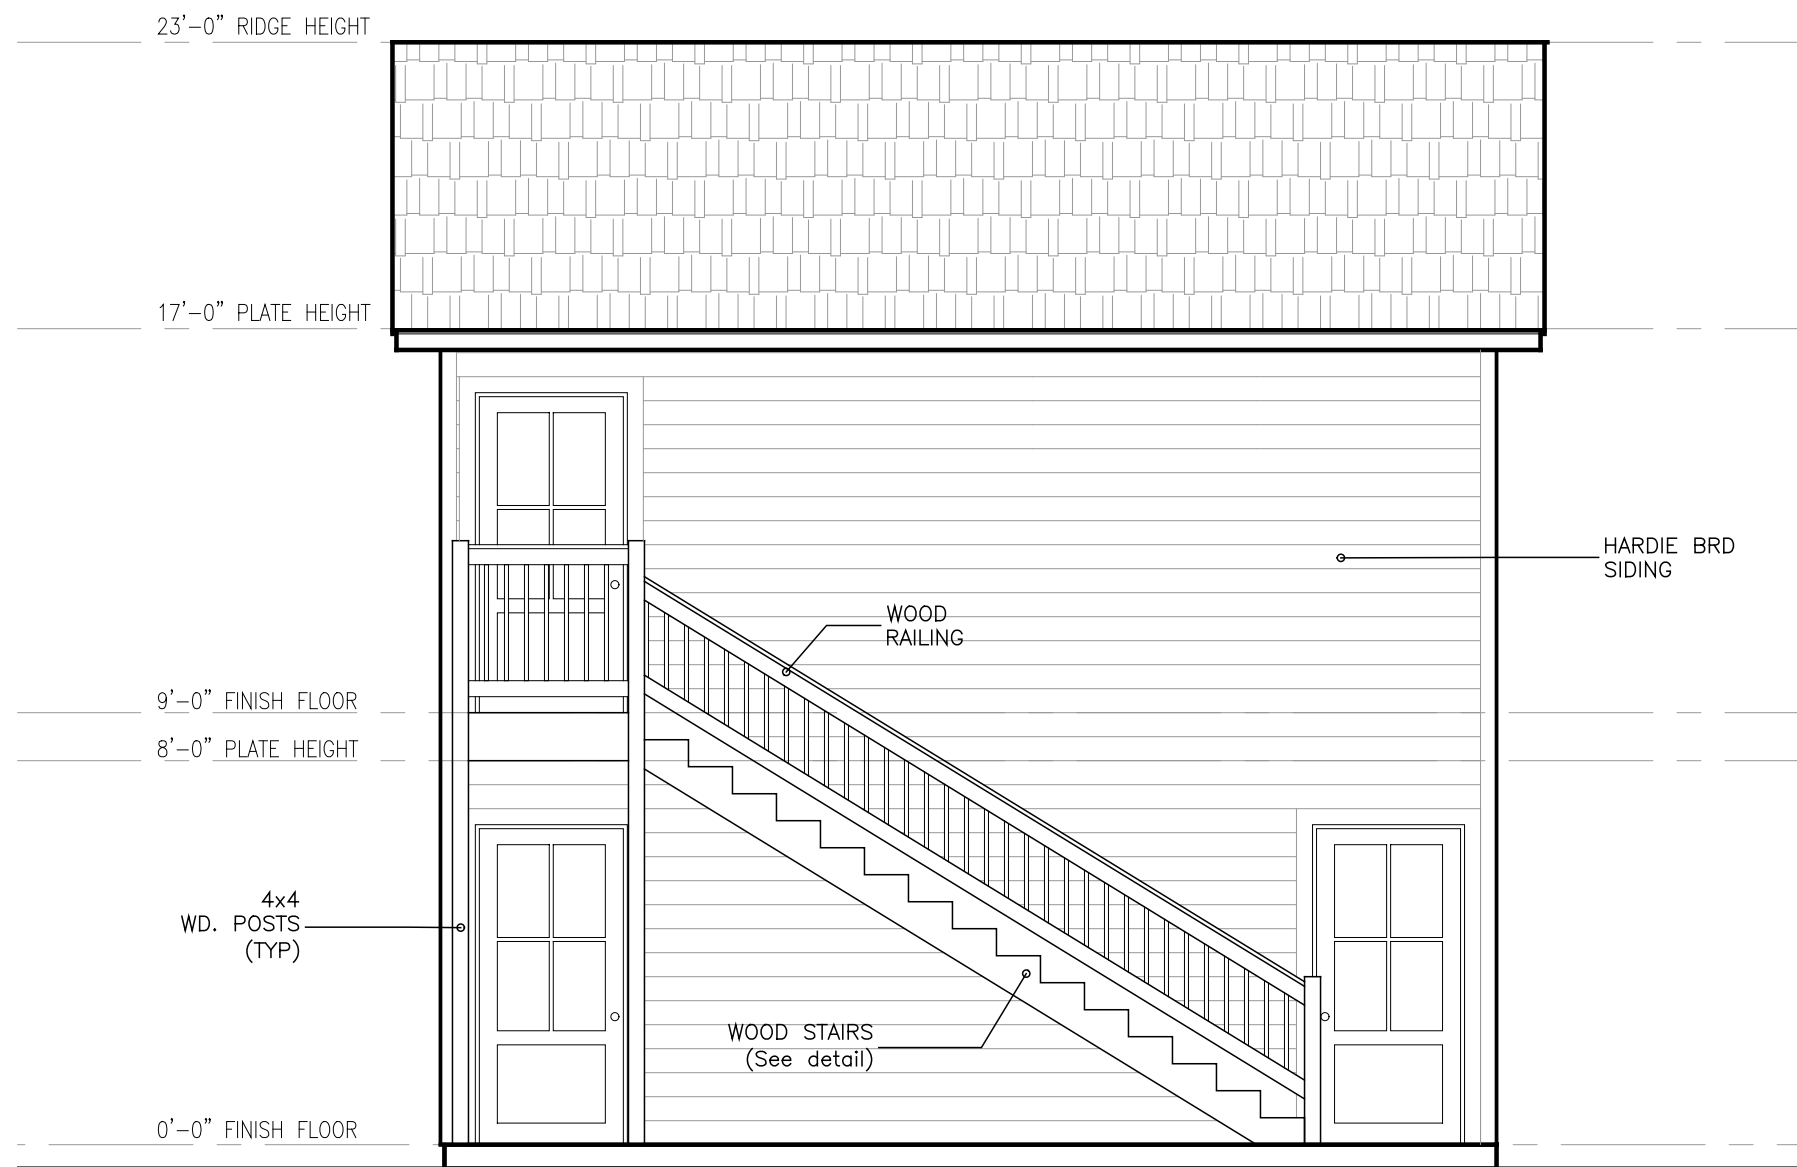 23'-0" RIDGE HEIGHT
17'-0" PLATE HEIGHT
HARDIE BRD
SIDING
WOOD
RAILING
9'-0" FINISH FLOOR
8'-0" PLATE HEIGHT
4x4
WD. POSTS
(TYP)
WOOD STAIRS
(See detail)
0'-0" FINISH FLOOR